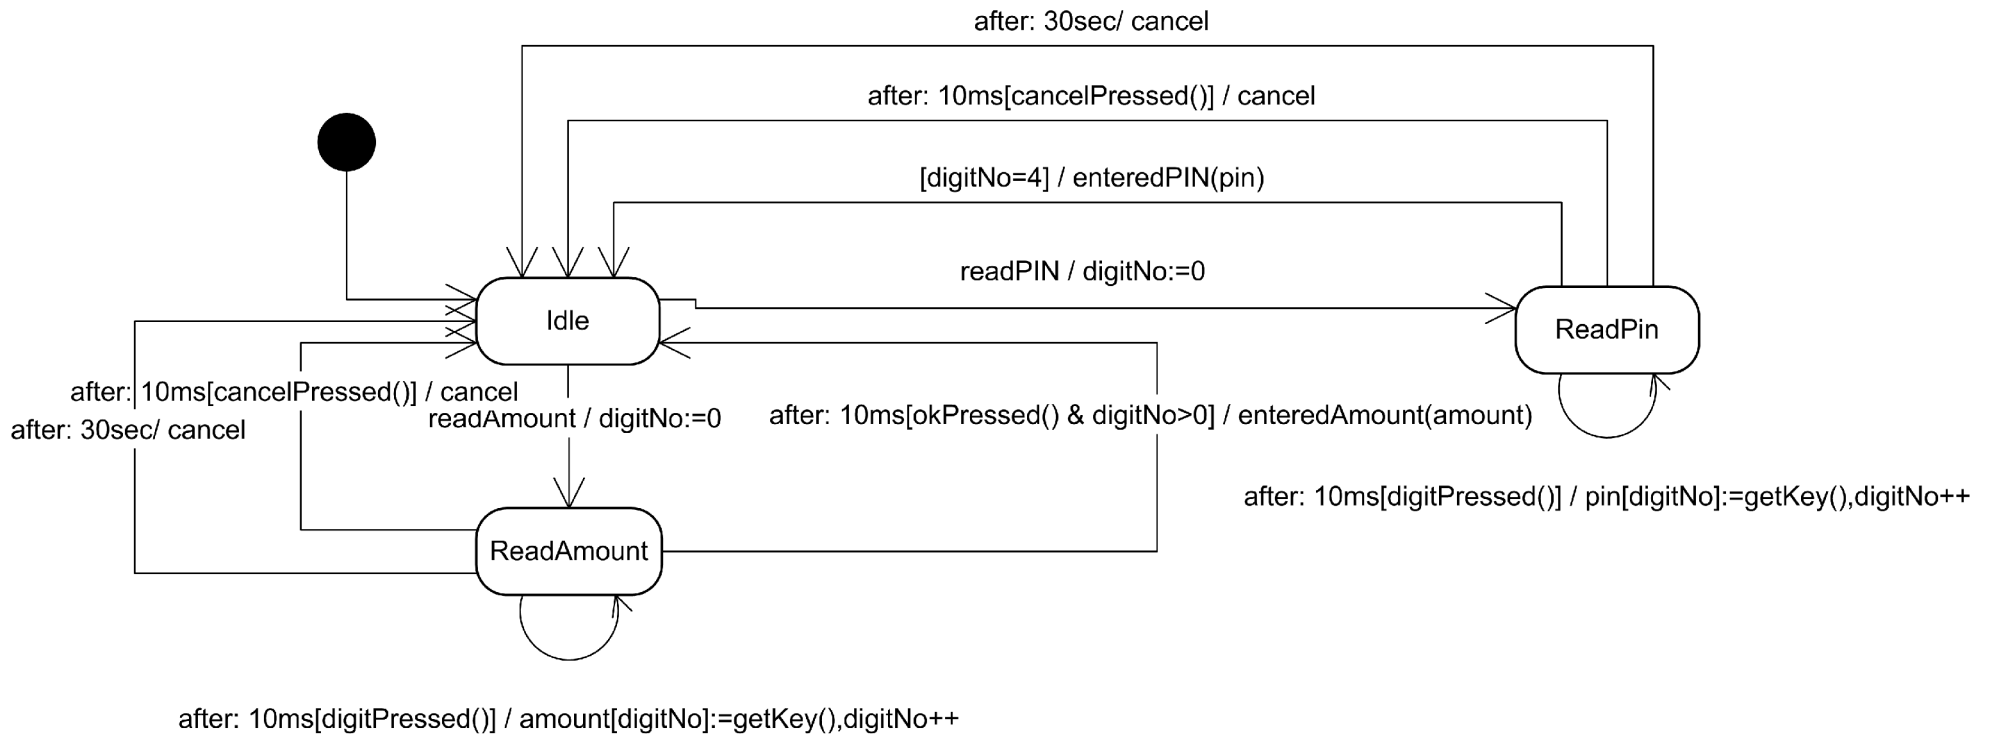 after: 30sec/ cancel
after: 10ms[cancelPressed()] / cancel
[digitNo=4] / enteredPIN(pin)
readPIN / digitNo:=0
Idle
ReadPin
after: 10ms[cancelPressed()] / cancel
readAmount / digitNo:=0
after: 10ms[okPressed() & digitNo>0] / enteredAmount(amount)
after: 30sec/ cancel
after: 10ms[digitPressed()] / pin[digitNo]:=getKey(),digitNo++
ReadAmount
after: 10ms[digitPressed()] / amount[digitNo]:=getKey(),digitNo++